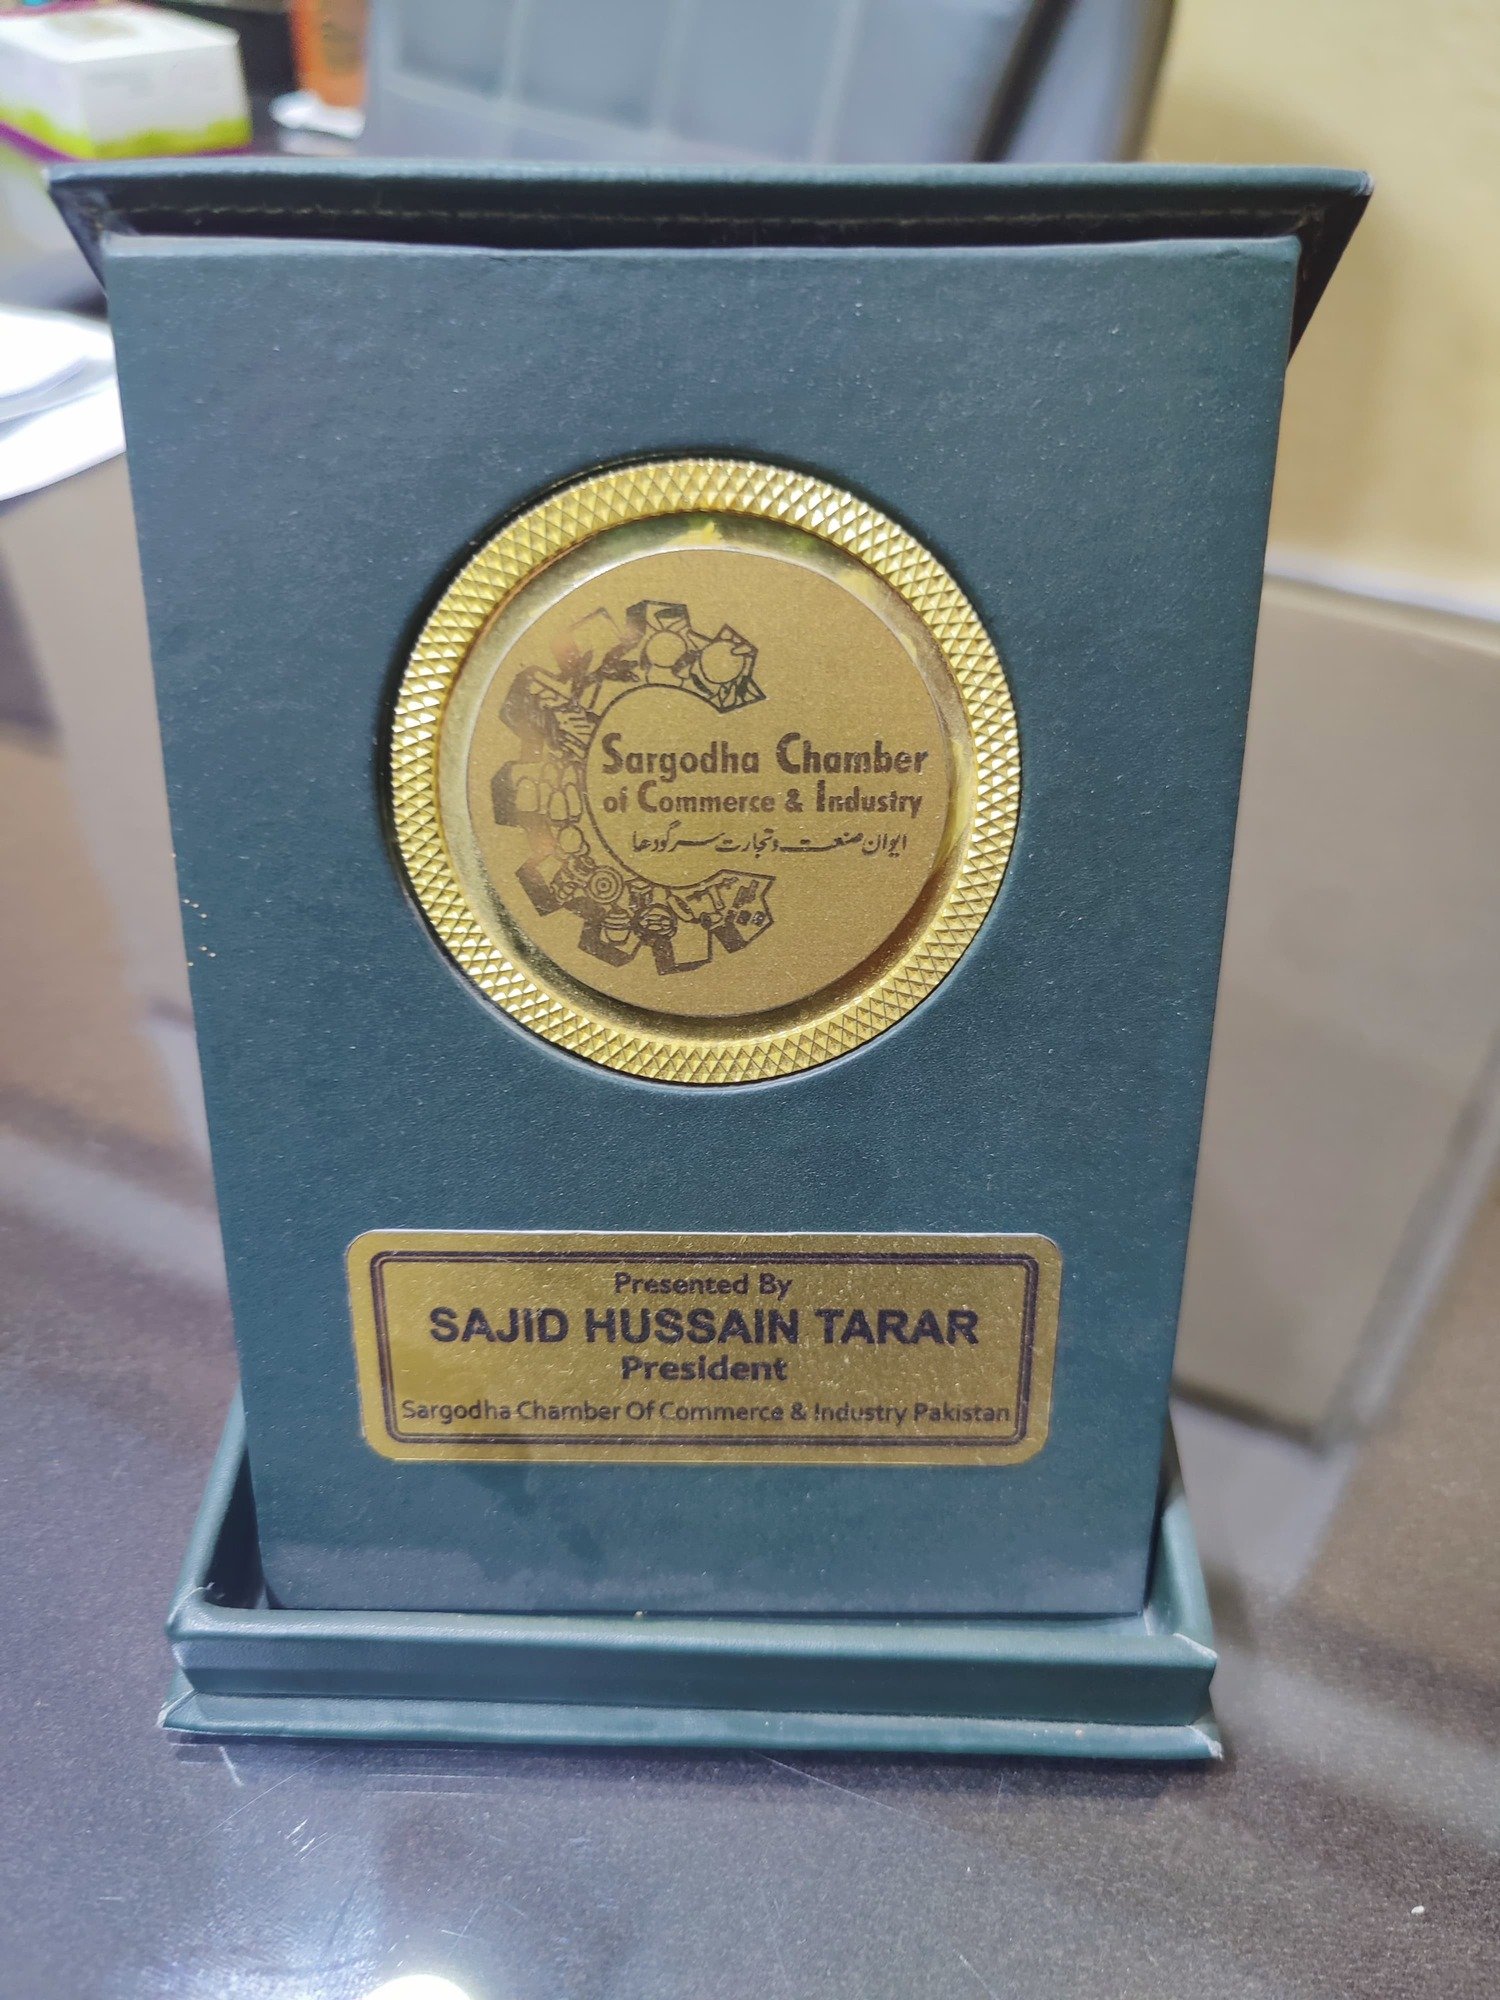 Sargodha Chamber
of Commerce & Industry
ایوان صنعت و تجارت سرگودھا
Presented By
SAJID HUSSAIN TARAR
President
Sargodha Chamber Of Commerce & Industry Pakistan